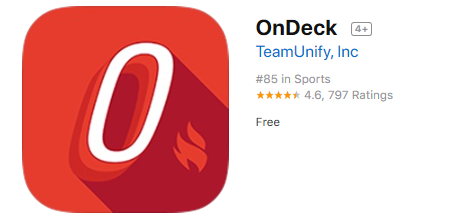 O
OnDeck 4+
TeamUnify, Inc
#85 in Sports
4.6, 797 Ratings
Free